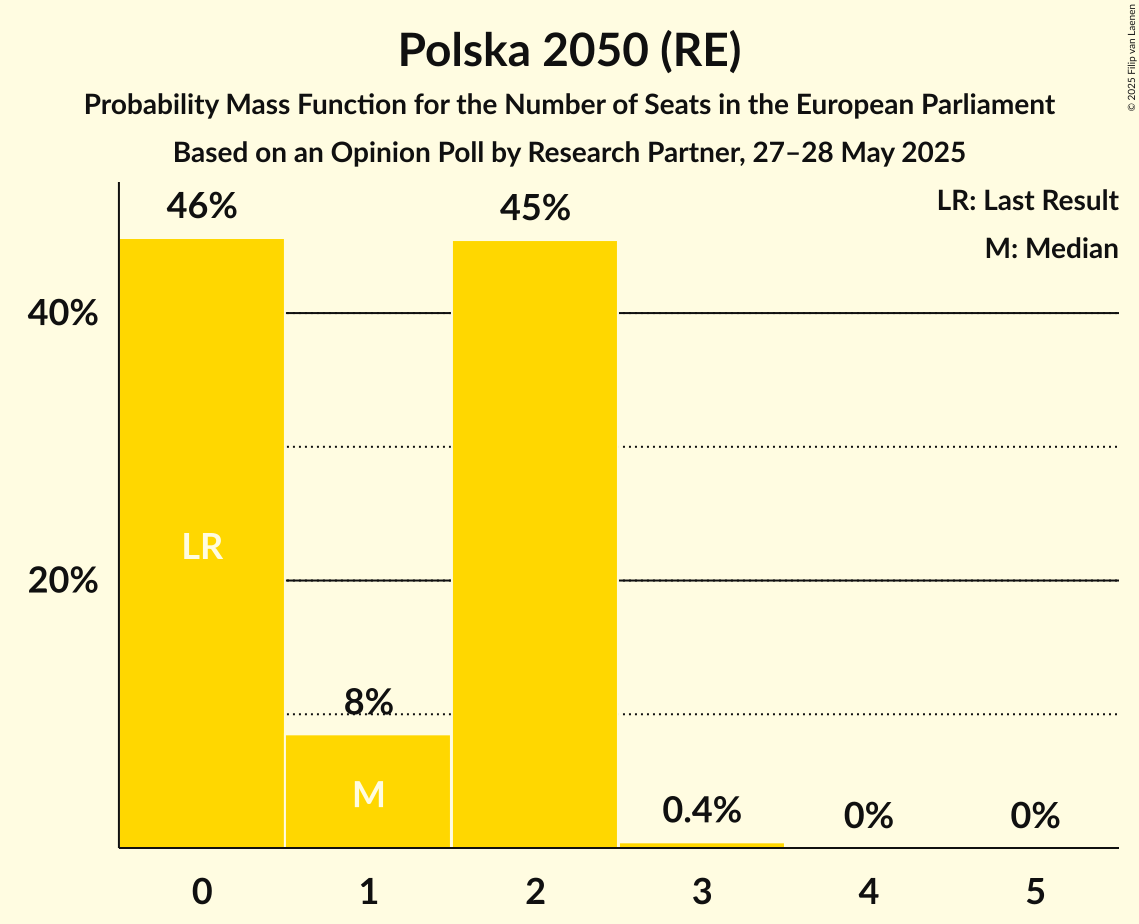 Polska 2050 (RE)
Probability Mass Function for the Number of Seats in the European Parliament
Based on an Opinion Poll by Research Partner, 27–28 May 2025
© 2025 Filip van Laenen
LR: Last Result
M: Median
46%
45%
40%
LR
20%
8%
M
0.4%
0%
0%
0
1
2
3
4
5